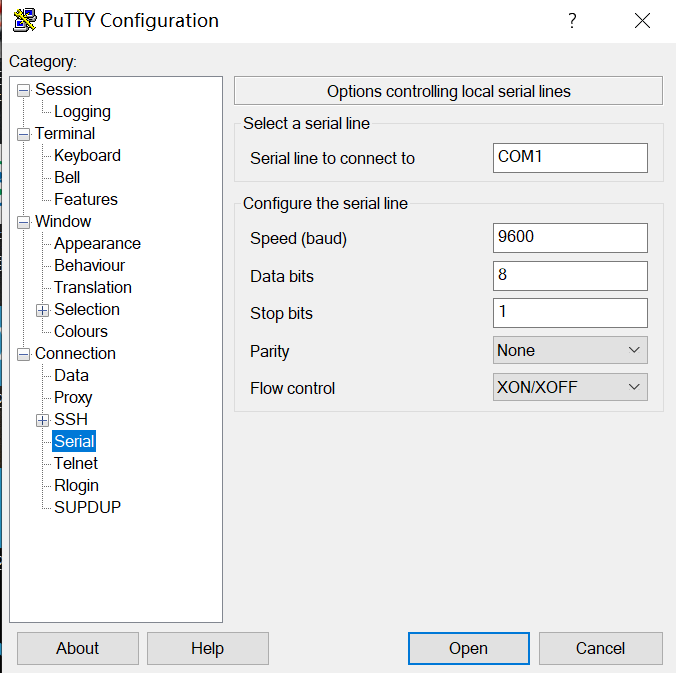 PuTTY Configuration
?
Category:
Session
Logging
Terminal
Keyboard
Bell
Features
Window
Appearance
Behaviour
Translation
Selection
Colours
Connection
Data
Proxy
SSH
Serial
Telnet
Rlogin
SUPDUP
Options controlling local serial lines
Select a serial line
Serial line to connect to COM1
Configure the serial line
Speed (baud) 9600
Data bits 8
Stop bits 1
Parity None
Flow control XON/XOFF
About Help Open Cancel